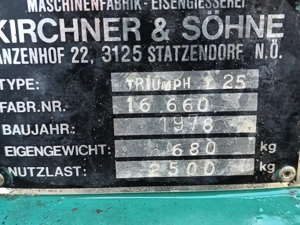 MASCHINENFABRIK - EISENGIESSEREI
KIRCHNER & SÖHNE
ANZENHOF 22, 3125 STATZENDORF N.Ö.
TYPE: TRIUMPH 25
FABR.NR. 16 660
BAUJAHR: 1978
EIGENGEWICHT: 680 kg
NUTZLAST: 2500 kg